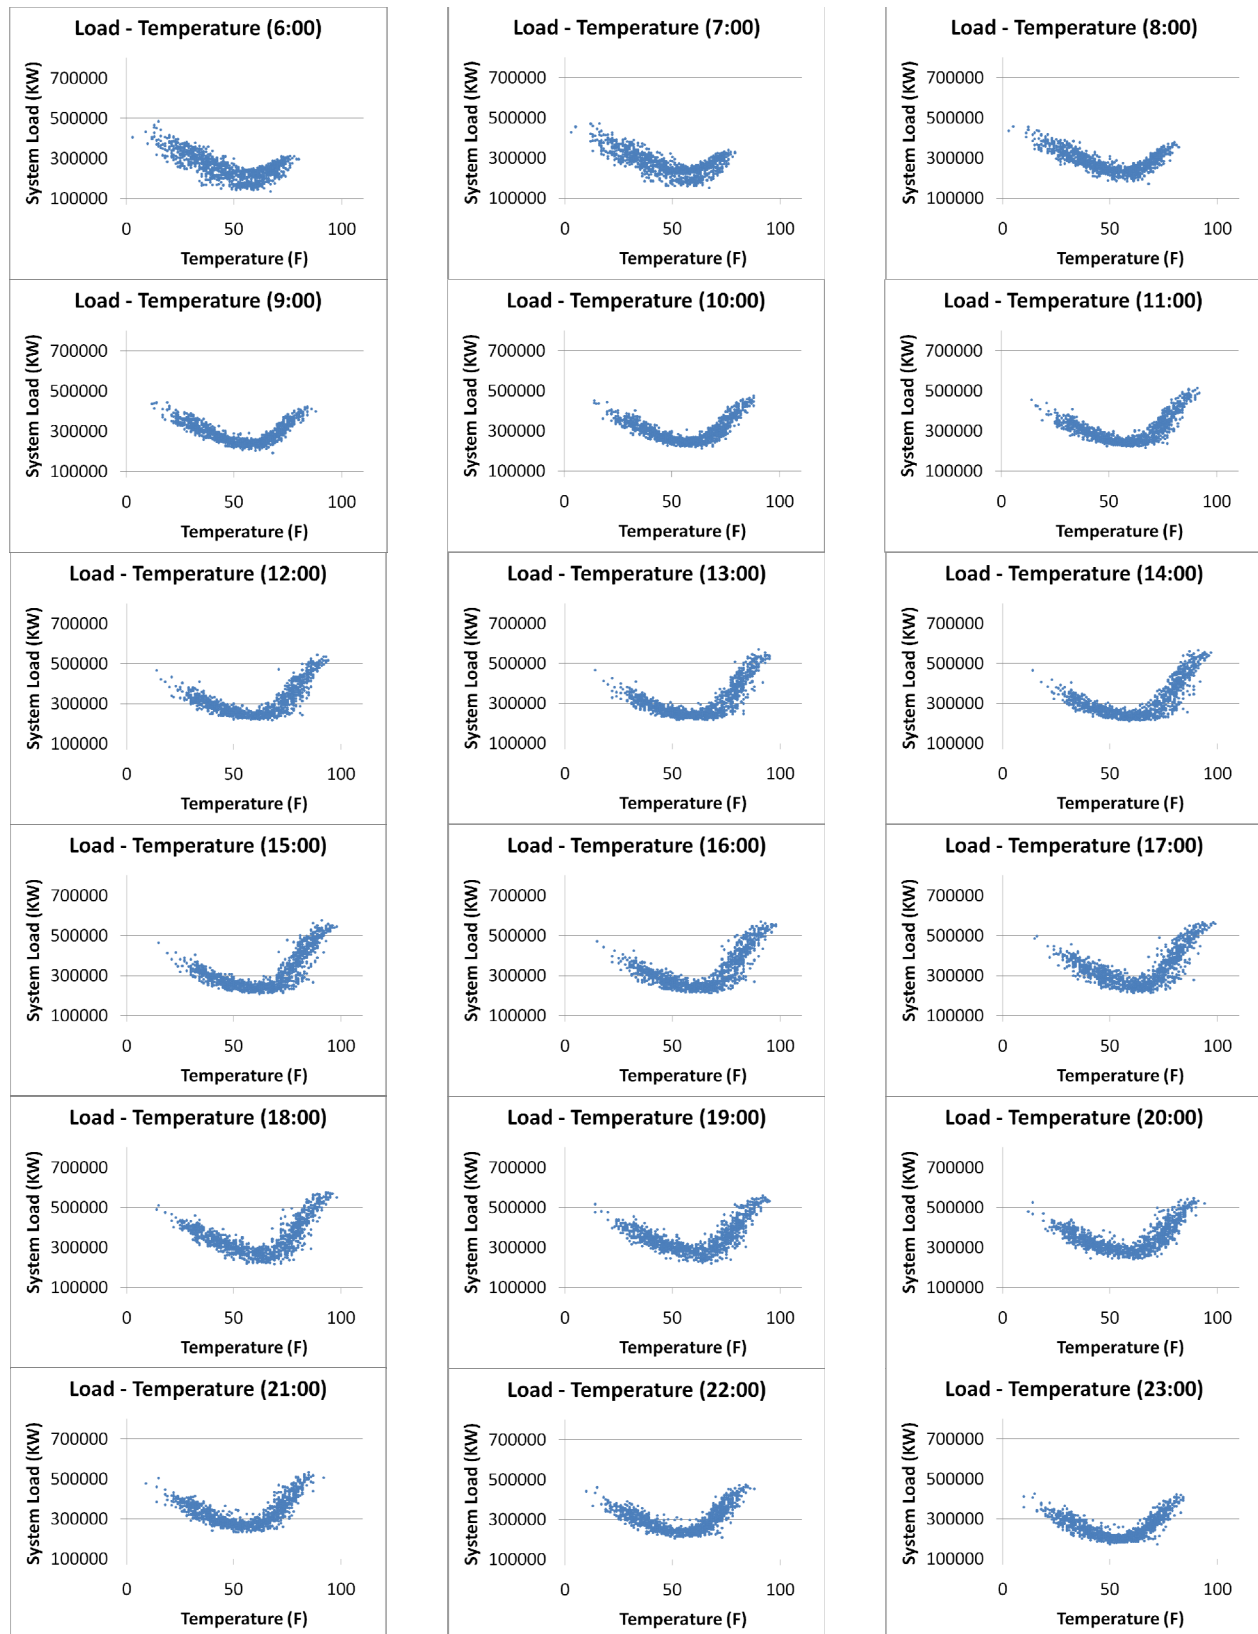 Load - Temperature (6:00)
System Load (KW)
700000
500000
300000
100000
0 50 100
Temperature (F)
Load - Temperature (7:00)
System Load (KW)
700000
500000
300000
100000
0 50 100
Temperature (F)
Load - Temperature (8:00)
System Load (KW)
700000
500000
300000
100000
0 50 100
Temperature (F)
Load - Temperature (9:00)
System Load (KW)
700000
500000
300000
100000
0 50 100
Temperature (F)
Load - Temperature (10:00)
System Load (KW)
700000
500000
300000
100000
0 50 100
Temperature (F)
Load - Temperature (11:00)
System Load (KW)
700000
500000
300000
100000
0 50 100
Temperature (F)
Load - Temperature (12:00)
System Load (KW)
700000
500000
300000
100000
0 50 100
Temperature (F)
Load - Temperature (13:00)
System Load (KW)
700000
500000
300000
100000
0 50 100
Temperature (F)
Load - Temperature (14:00)
System Load (KW)
700000
500000
300000
100000
0 50 100
Temperature (F)
Load - Temperature (15:00)
System Load (KW)
700000
500000
300000
100000
0 50 100
Temperature (F)
Load - Temperature (16:00)
System Load (KW)
700000
500000
300000
100000
0 50 100
Temperature (F)
Load - Temperature (17:00)
System Load (KW)
700000
500000
300000
100000
0 50 100
Temperature (F)
Load - Temperature (18:00)
System Load (KW)
700000
500000
300000
100000
0 50 100
Temperature (F)
Load - Temperature (19:00)
System Load (KW)
700000
500000
300000
100000
0 50 100
Temperature (F)
Load - Temperature (20:00)
System Load (KW)
700000
500000
300000
100000
0 50 100
Temperature (F)
Load - Temperature (21:00)
System Load (KW)
700000
500000
300000
100000
0 50 100
Temperature (F)
Load - Temperature (22:00)
System Load (KW)
700000
500000
300000
100000
0 50 100
Temperature (F)
Load - Temperature (23:00)
System Load (KW)
700000
500000
300000
100000
0 50 100
Temperature (F)